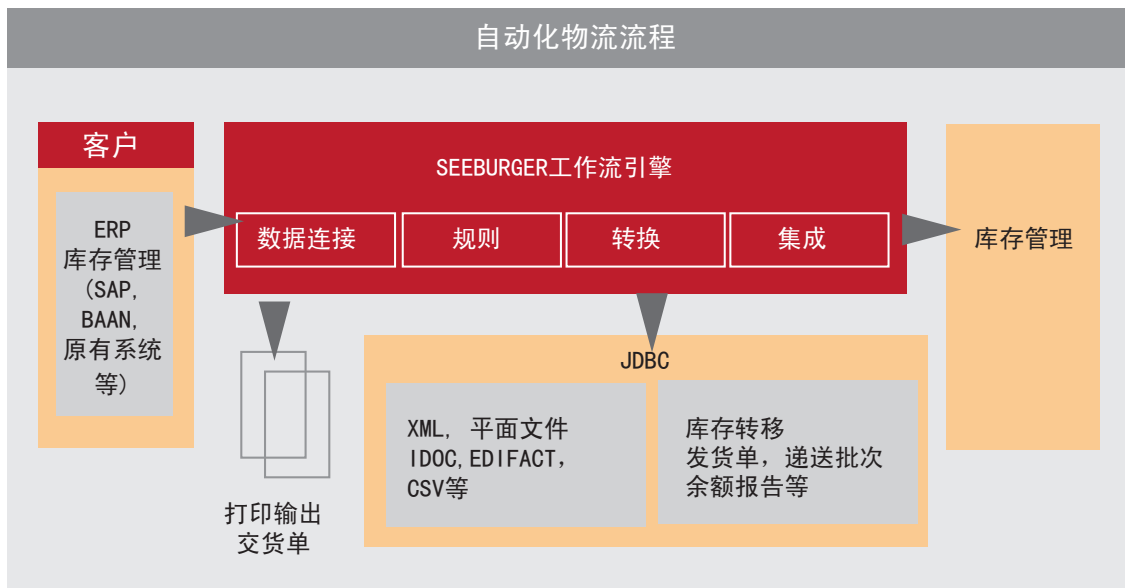 自动化物流流程
客户
ERP
库存管理
(SAP,
BAAN,
原有系统
等)
SEEBURGER工作流引擎
数据连接
规则
转换
集成
库存管理
打印输出
交货单
JDBC
XML, 平面文件
IDOC,EDIFACT,
CSV等
库存转移
发货单，递送批次
余额报告等